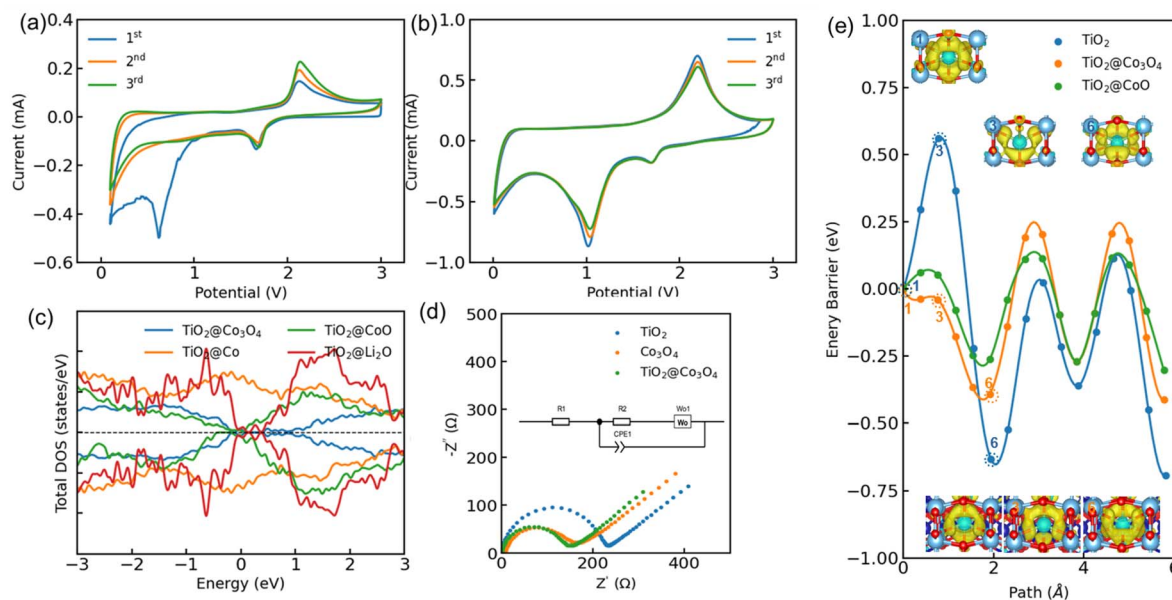 (a)
0.4
0.2
0.0
−0.2
−0.4
−0.6
Current (mA)
1st
2nd
3rd
0 1 2 3
Potential (V)
(b)
1.0
0.5
0.0
−0.5
−1.0
Current (mA)
1st
2nd
3rd
0 1 2 3
Potential (V)
(c)
TiO2@Co3O4
TiO2@CoO
TiO2@Co
TiO2@Li2O
Total DOS (states/eV)
−3 −2 −1 0 1 2 3
Energy (eV)
(d)
500
400
300
200
100
0
-Z'' (Ω)
TiO2
Co3O4
TiO2@Co3O4
R1 R2 Wo1
Wo
CPE1
0 200 400
Z' (Ω)
(e)
1.00
0.75
0.50
0.25
0.00
−0.25
−0.50
−0.75
−1.00
Enery Barrier (eV)
TiO2
TiO2@Co3O4
TiO2@CoO
1
3
6
3
1
1
3
6
6
0 2 4 6
Path (Å)